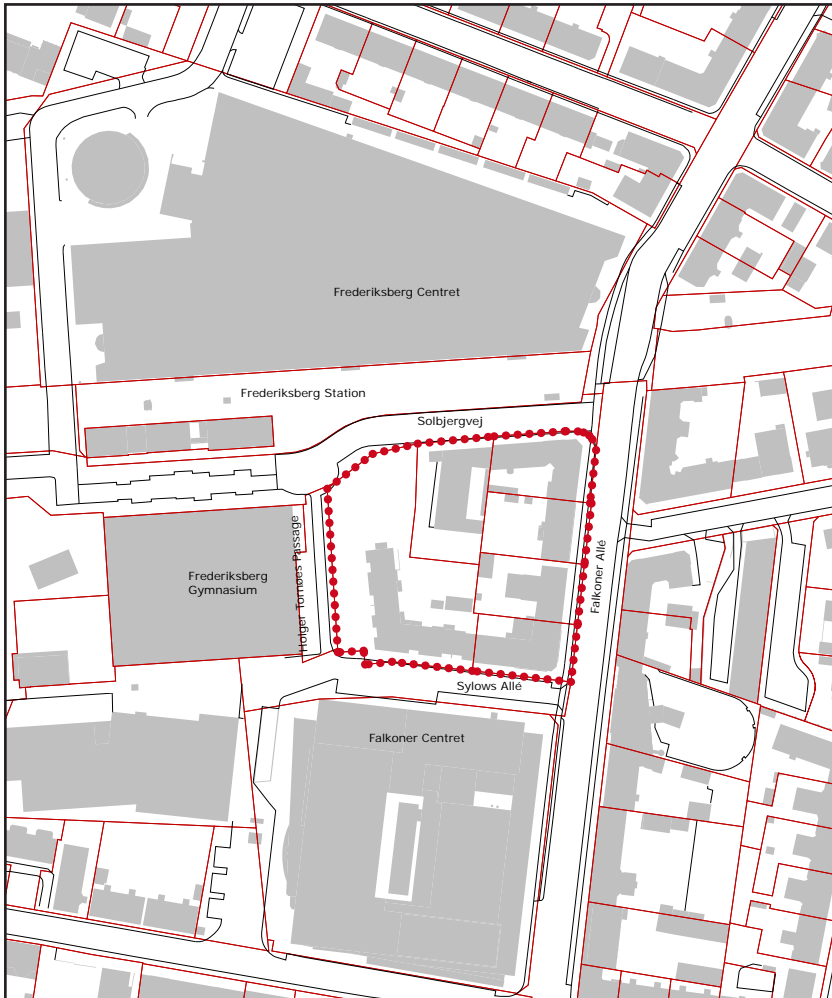 Frederiksberg Centret
Frederiksberg Station
Solbjergvej
Holger Tornøes Passage
Frederiksberg
Gymnasium
Falkoner Allé
Sylows Allé
Falkoner Centret